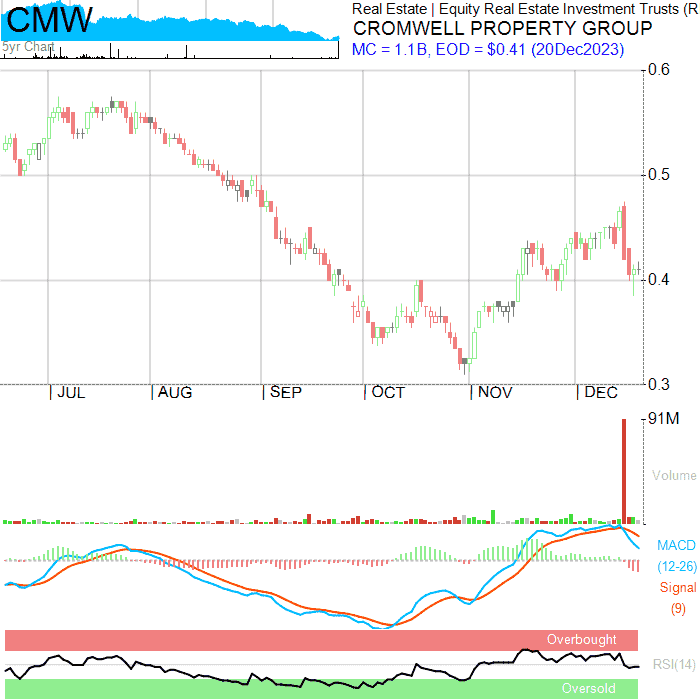 CMW
5yr Chart
Real Estate | Equity Real Estate Investment Trusts (R
CROMWELL PROPERTY GROUP
MC = 1.1B, EOD = $0.41 (20Dec2023)
0.6
0.5
0.4
0.3
JUL AUG SEP OCT NOV DEC
91M
Volume
MACD
(12-26)
Signal
(9)
Overbought
RSI(14)
Oversold